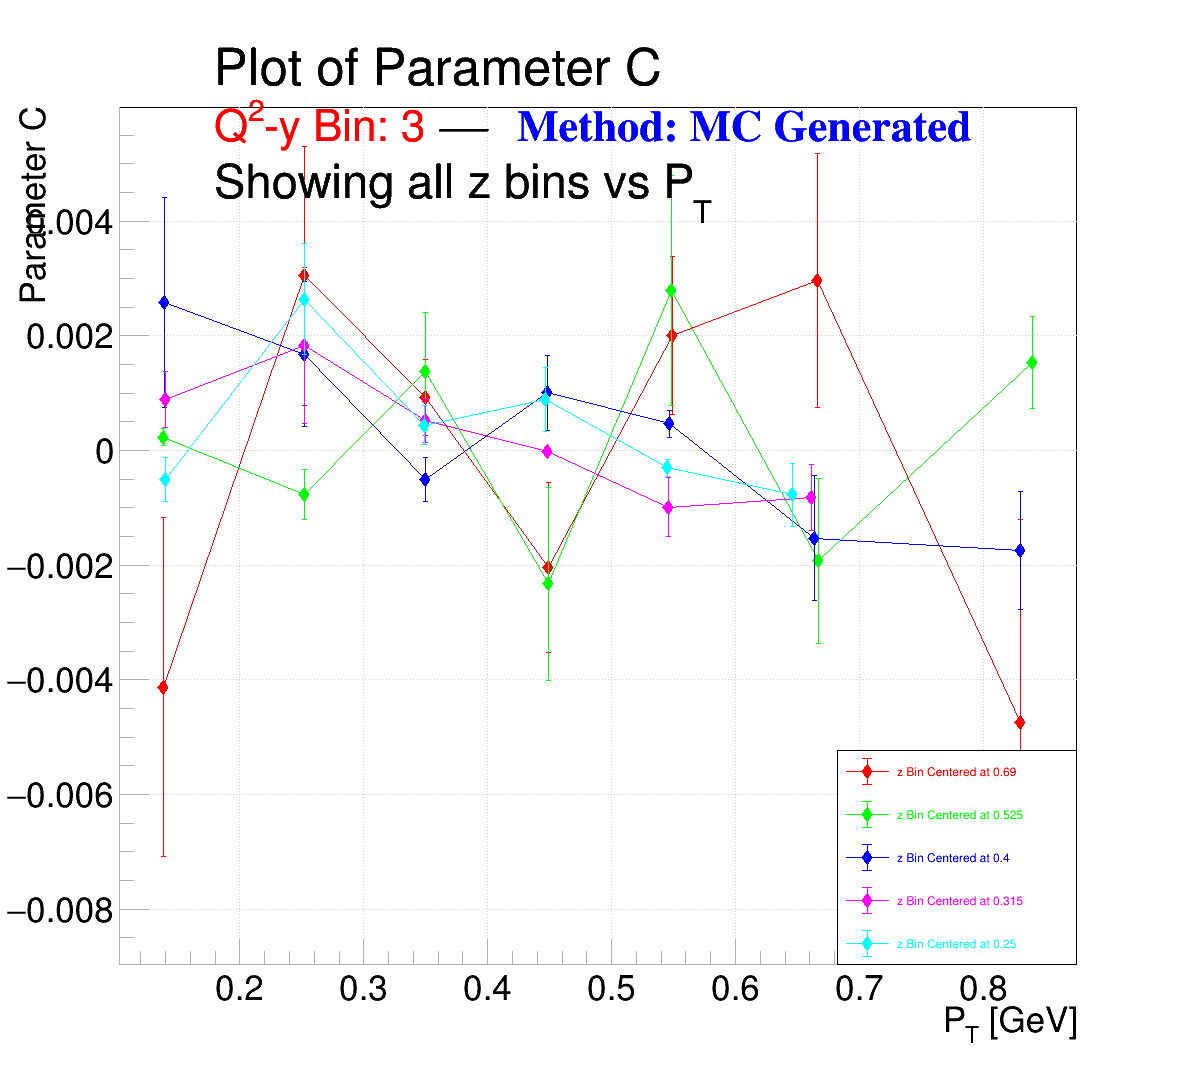 Plot of Parameter C
Q²-y Bin: 3 — Method: MC Generated
Showing all z bins vs P_T
Parameter C
0.004
0.002
0
−0.002
−0.004
−0.006
−0.008
z Bin Centered at 0.69
z Bin Centered at 0.525
z Bin Centered at 0.4
z Bin Centered at 0.315
z Bin Centered at 0.25
0.2 0.3 0.4 0.5 0.6 0.7 0.8
P_T [GeV]